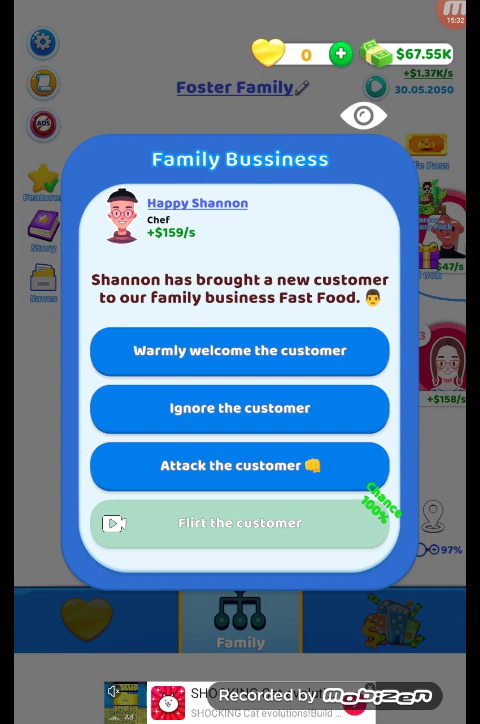 15:32
0
$67.55K
+$1.37K/s
Foster Family
30.05.2050
ADS
Family Bussiness
Happy Shannon
Chef
+$159/s
Shannon has brought a new customer
to our family business Fast Food.
Warmly welcome the customer
Ignore the customer
Attack the customer
Chance
100%
Flirt the customer
Story
Saves
$47/s
+$158/s
97%
Family
Ad
Recorded by Mobizen
SHOCKING Cat evolutions!Build ...